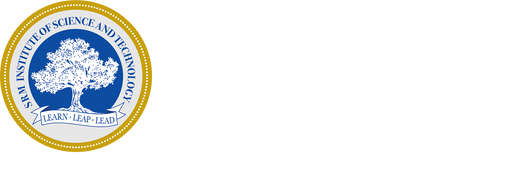 SRM INSTITUTE OF SCIENCE AND TECHNOLOGY
LEARN · LEAP · LEAD